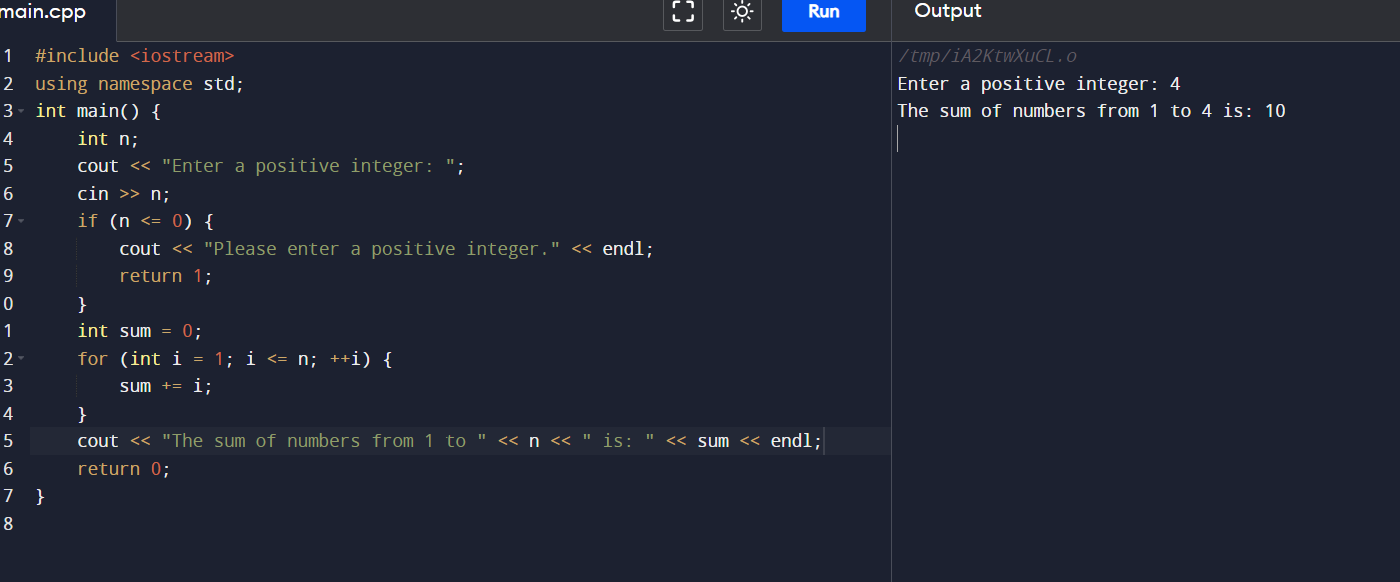 main.cpp
Run
Output
1 #include <iostream>
2 using namespace std;
3 int main() {
4     int n;
5     cout << "Enter a positive integer: ";
6     cin >> n;
7     if (n <= 0) {
8         cout << "Please enter a positive integer." << endl;
9         return 1;
0     }
1     int sum = 0;
2     for (int i = 1; i <= n; ++i) {
3         sum += i;
4     }
5     cout << "The sum of numbers from 1 to " << n << " is: " << sum << endl;
6     return 0;
7 }
8
/tmp/iA2KtwXuCL.o
Enter a positive integer: 4
The sum of numbers from 1 to 4 is: 10